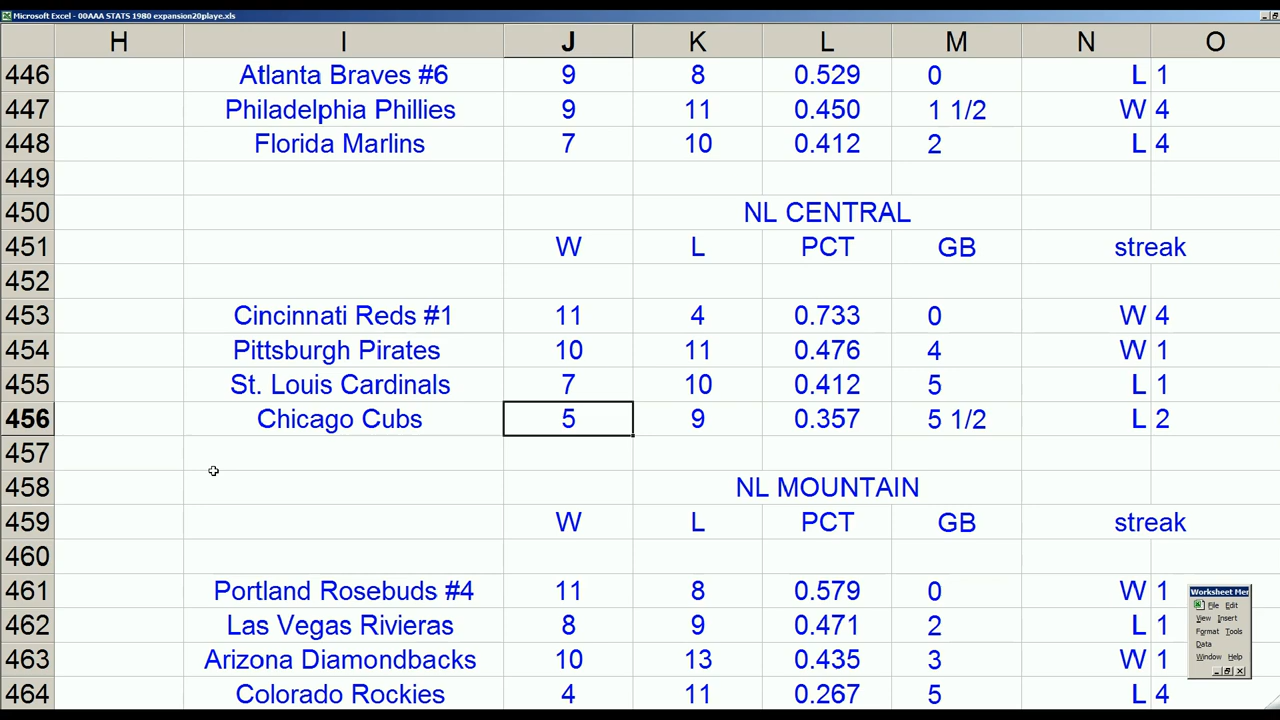 Microsoft Excel - 00AAA STATS 1980 expansion20playe.xls
H I J K L M N O
446 Atlanta Braves #6 9 8 0.529 0 L 1
447 Philadelphia Phillies 9 11 0.450 1 1/2 W 4
448 Florida Marlins 7 10 0.412 2 L 4
449
450 NL CENTRAL
451 W L PCT GB streak
452
453 Cincinnati Reds #1 11 4 0.733 0 W 4
454 Pittsburgh Pirates 10 11 0.476 4 W 1
455 St. Louis Cardinals 7 10 0.412 5 L 1
456 Chicago Cubs 5 9 0.357 5 1/2 L 2
457
458 NL MOUNTAIN
459 W L PCT GB streak
460
461 Portland Rosebuds #4 11 8 0.579 0 W 1
462 Las Vegas Rivieras 8 9 0.471 2 L 1
463 Arizona Diamondbacks 10 13 0.435 3 W 1
464 Colorado Rockies 4 11 0.267 5 L 4
Worksheet Mer
File Edit
View Insert
Format Tools
Data
Window Help